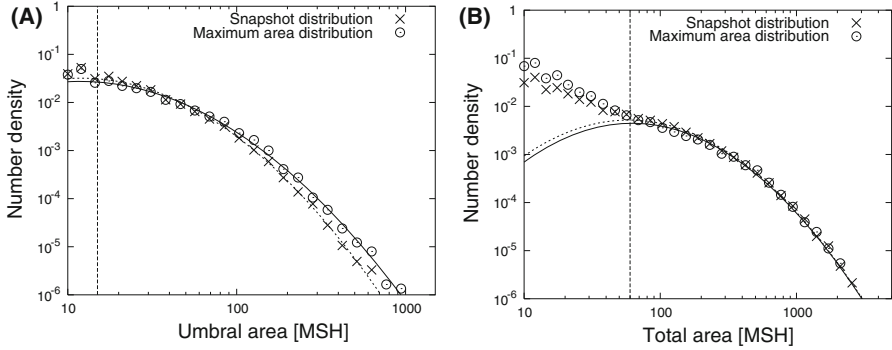 (A)
Snapshot distribution
Maximum area distribution
10^-1
10^-2
10^-3
10^-4
10^-5
10^-6
Number density
10 100 1000
Umbral area [MSH]
(B)
Snapshot distribution
Maximum area distribution
10^0
10^-1
10^-2
10^-3
10^-4
10^-5
10^-6
Number density
10 100 1000
Total area [MSH]